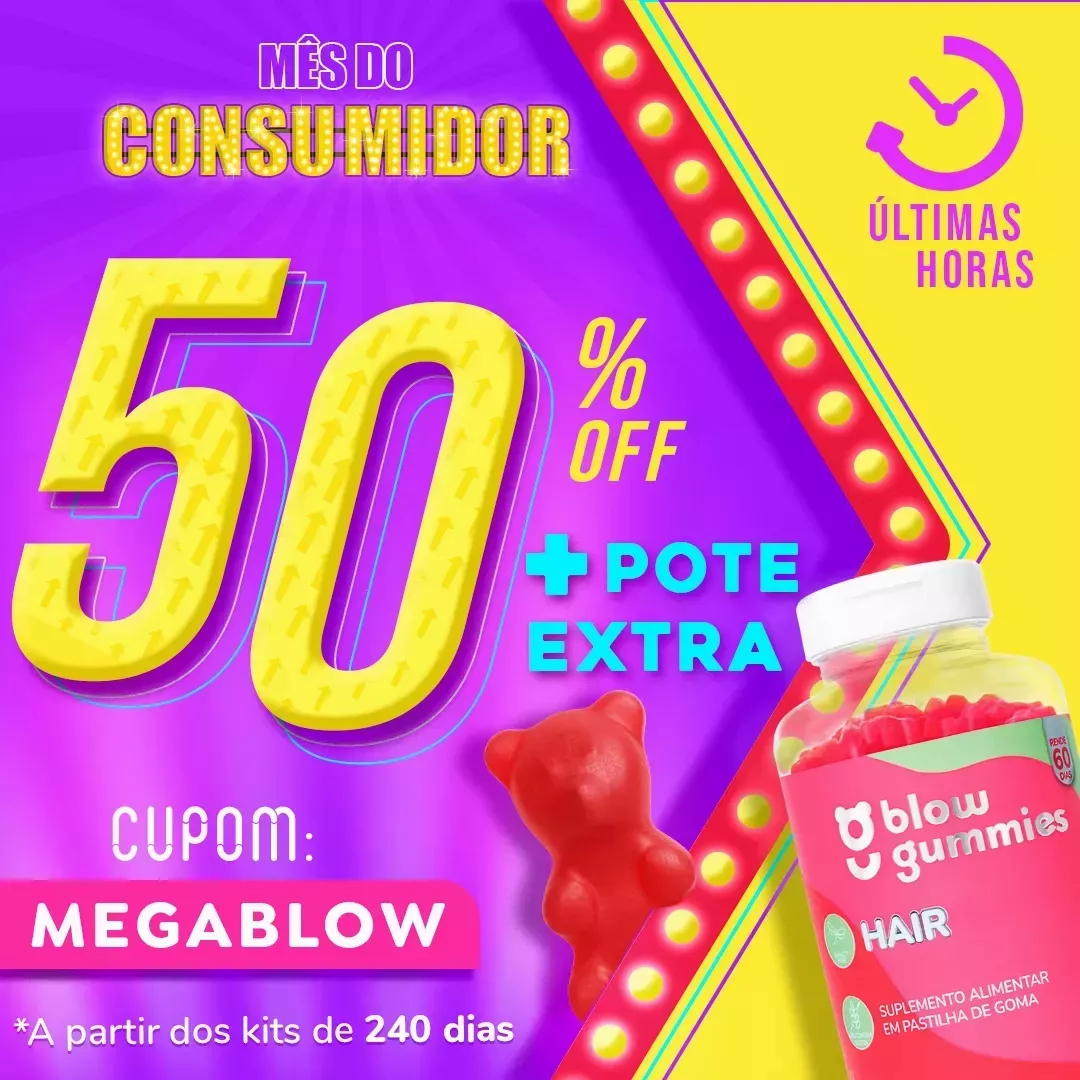 MÊS DO
CONSUMIDOR
ÚLTIMAS
HORAS
50
%
OFF
+ POTE
EXTRA
RENDE
60
DIAS
blow
gummies
HAIR
SUPLEMENTO ALIMENTAR
EM PASTILHA DE GOMA
CUPOM:
MEGABLOW
*A partir dos kits de 240 dias